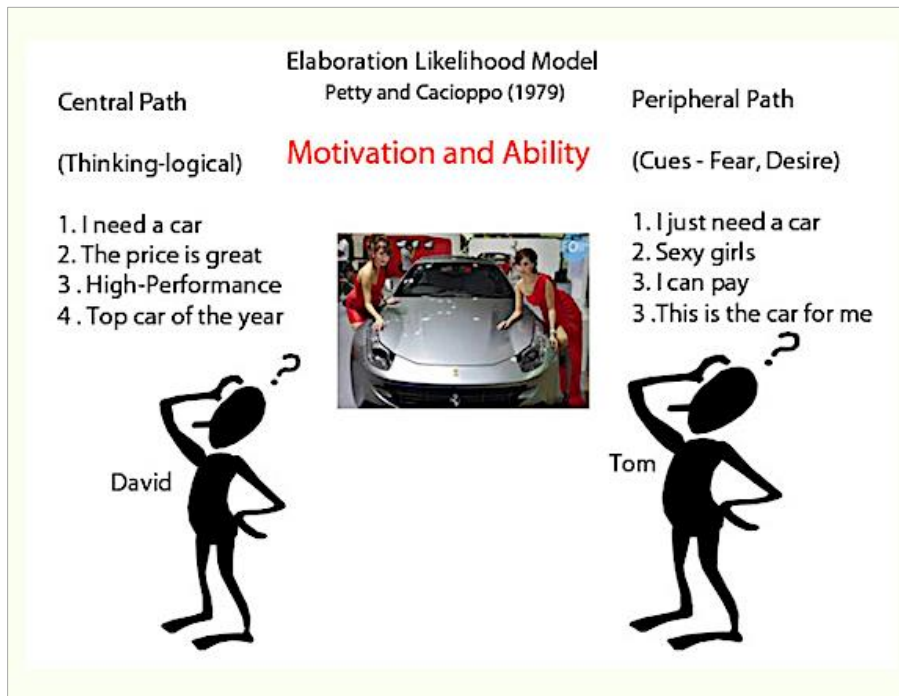 Elaboration Likelihood Model
Petty and Cacioppo (1979)
Motivation and Ability
Central Path
(Thinking-logical)
1. I need a car
2. The price is great
3 . High-Performance
4 . Top car of the year
David
?
Peripheral Path
(Cues - Fear, Desire)
1. I just need a car
2. Sexy girls
3. I can pay
3 .This is the car for me
Tom
?